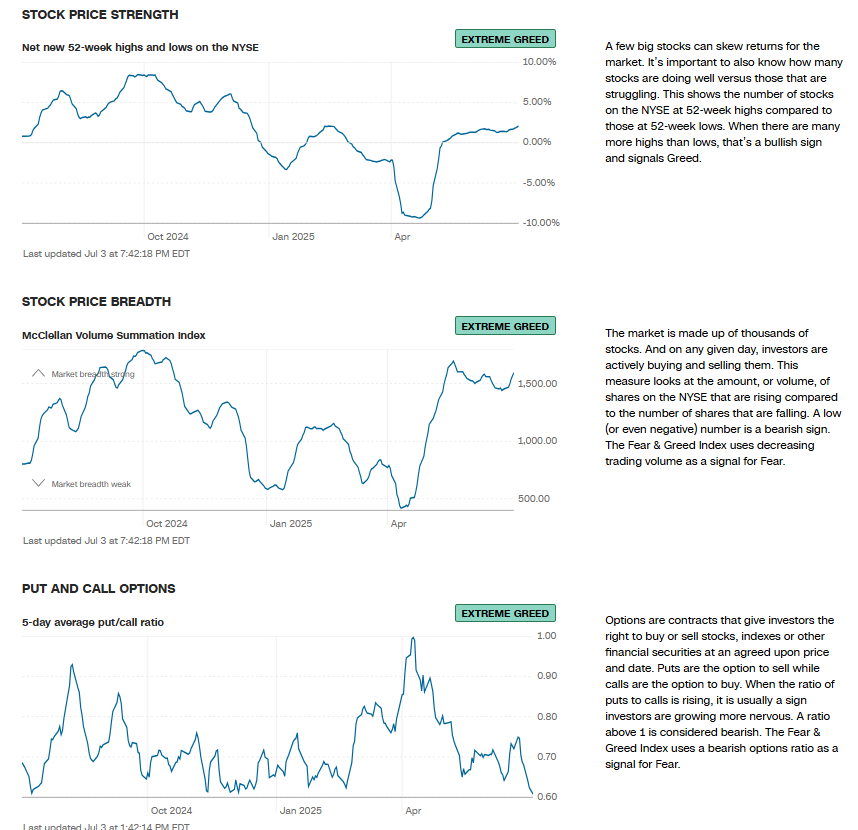 STOCK PRICE STRENGTH
EXTREME GREED
Net new 52-week highs and lows on the NYSE
10.00%
5.00%
0.00%
-5.00%
-10.00%
Oct 2024
Jan 2025
Apr
Last updated Jul 3 at 7:42:18 PM EDT
A few big stocks can skew returns for the
market. It's important to also know how many
stocks are doing well versus those that are
struggling. This shows the number of stocks
on the NYSE at 52-week highs compared to
those at 52-week lows. When there are many
more highs than lows, that's a bullish sign
and signals Greed.
STOCK PRICE BREADTH
EXTREME GREED
McClellan Volume Summation Index
Market breadth strong
1,500.00
1,000.00
Market breadth weak
500.00
Oct 2024
Jan 2025
Apr
Last updated Jul 3 at 7:42:18 PM EDT
The market is made up of thousands of
stocks. And on any given day, investors are
actively buying and selling them. This
measure looks at the amount, or volume, of
shares on the NYSE that are rising compared
to the number of shares that are falling. A low
(or even negative) number is a bearish sign.
The Fear & Greed Index uses decreasing
trading volume as a signal for Fear.
PUT AND CALL OPTIONS
EXTREME GREED
5-day average put/call ratio
1.00
0.90
0.80
0.70
0.60
Oct 2024
Jan 2025
Apr
Last updated Jul 3 at 1:42:14 PM EDT
Options are contracts that give investors the
right to buy or sell stocks, indexes or other
financial securities at an agreed upon price
and date. Puts are the option to sell while
calls are the option to buy. When the ratio of
puts to calls is rising, it is usually a sign
investors are growing more nervous. A ratio
above 1 is considered bearish. The Fear &
Greed Index uses a bearish options ratio as a
signal for Fear.